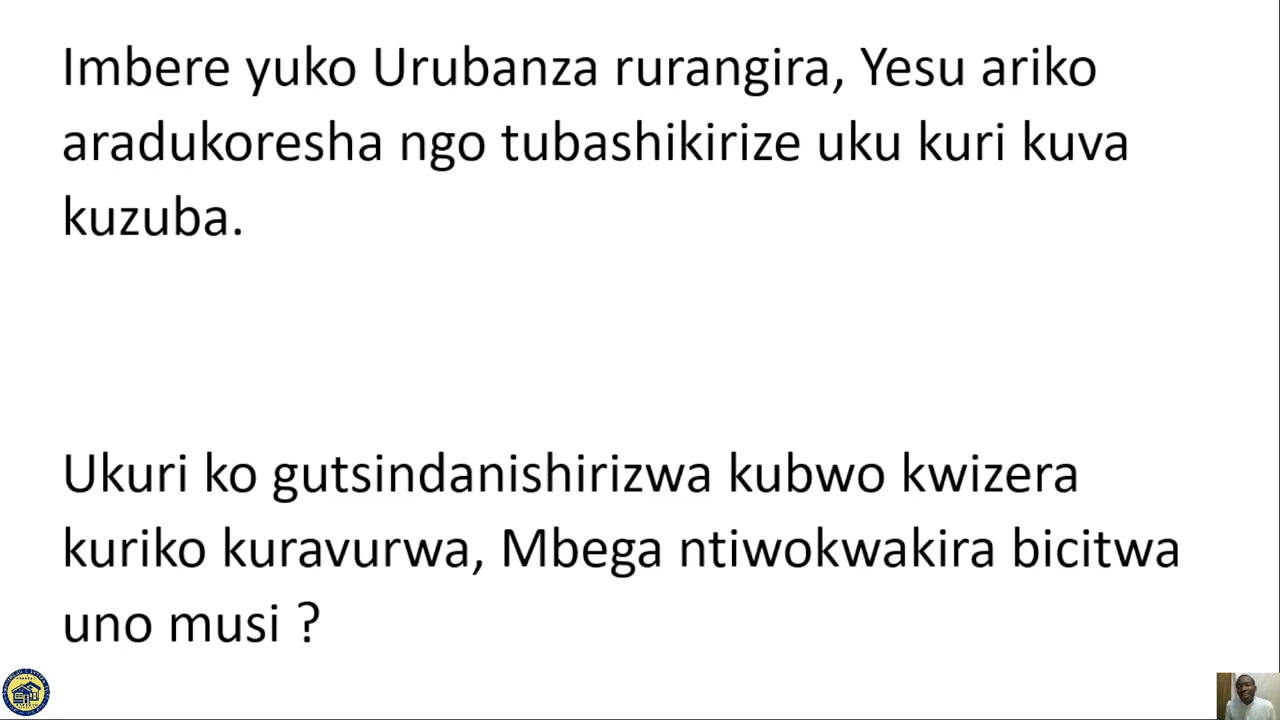 Imbere yuko Urubanza rurangira, Yesu ariko
aradukoresha ngo tubashikirize uku kuri kuva
kuzuba.
Ukuri ko gutsindanishirizwa kubwo kwizera
kuriko kuravurwa, Mbega ntiwokwakira bicitwa
uno musi ?